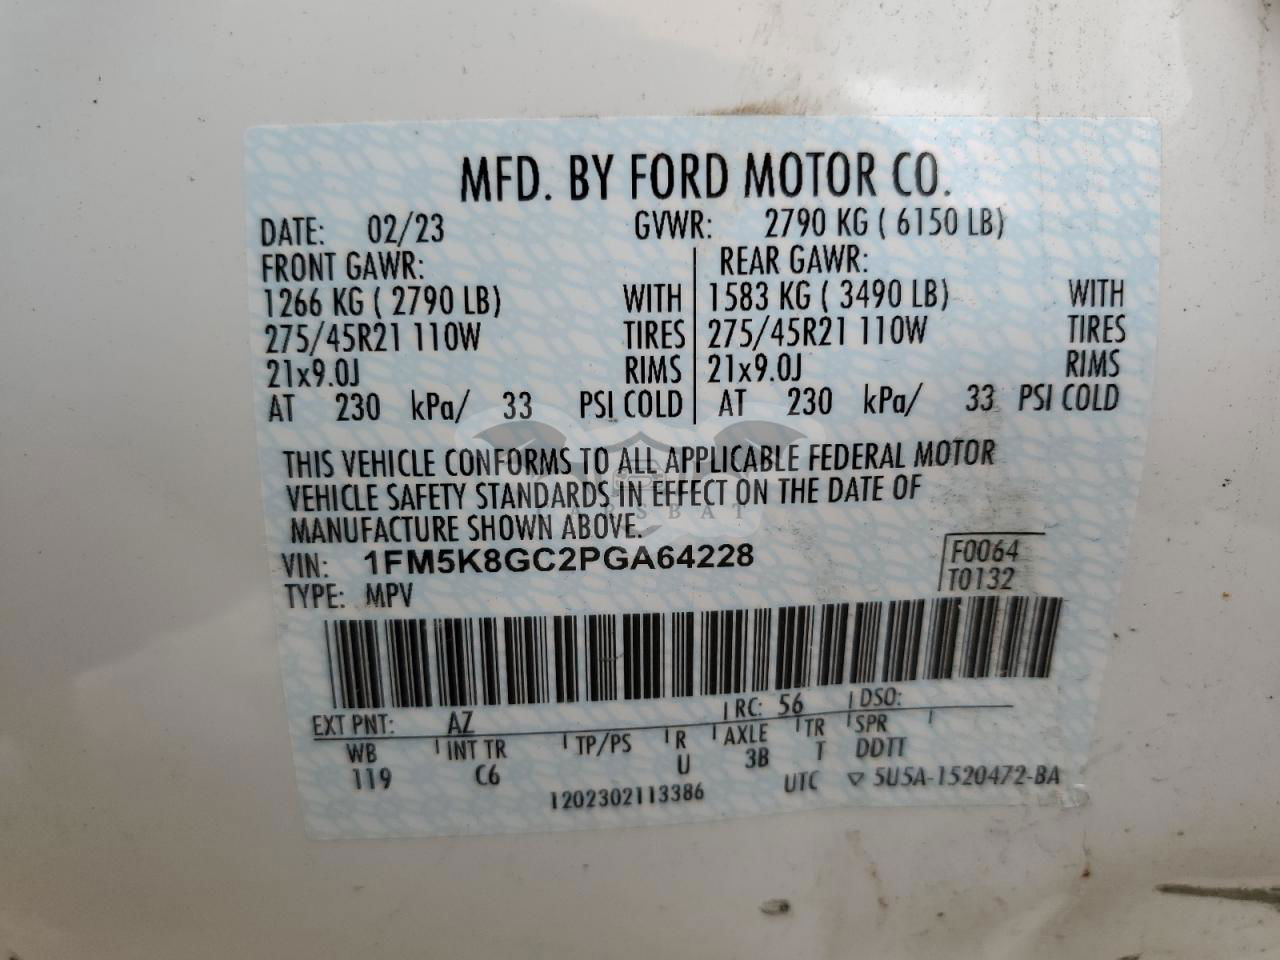 MFD. BY FORD MOTOR CO.
DATE: 02/23 GVWR: 2790 KG ( 6150 LB)
FRONT GAWR: REAR GAWR:
1266 KG ( 2790 LB) WITH 1583 KG ( 3490 LB) WITH
275/45R21 110W TIRES 275/45R21 110W TIRES
21x9.0J RIMS 21x9.0J RIMS
AT 230 kPa/ 33 PSI COLD AT 230 kPa/ 33 PSI COLD
THIS VEHICLE CONFORMS TO ALL APPLICABLE FEDERAL MOTOR
VEHICLE SAFETY STANDARDS IN EFFECT ON THE DATE OF
MANUFACTURE SHOWN ABOVE.
VIN: 1FM5K8GC2PGA64228 F0064
TYPE: MPV T0132
EXT PNT: AZ RC: 56 DSO:
WB INT TR TP/PS R AXLE TR SPR
119 C6 U 3B T DDTT
1202302113386 UTC ▽ 5U5A-1520472-BA